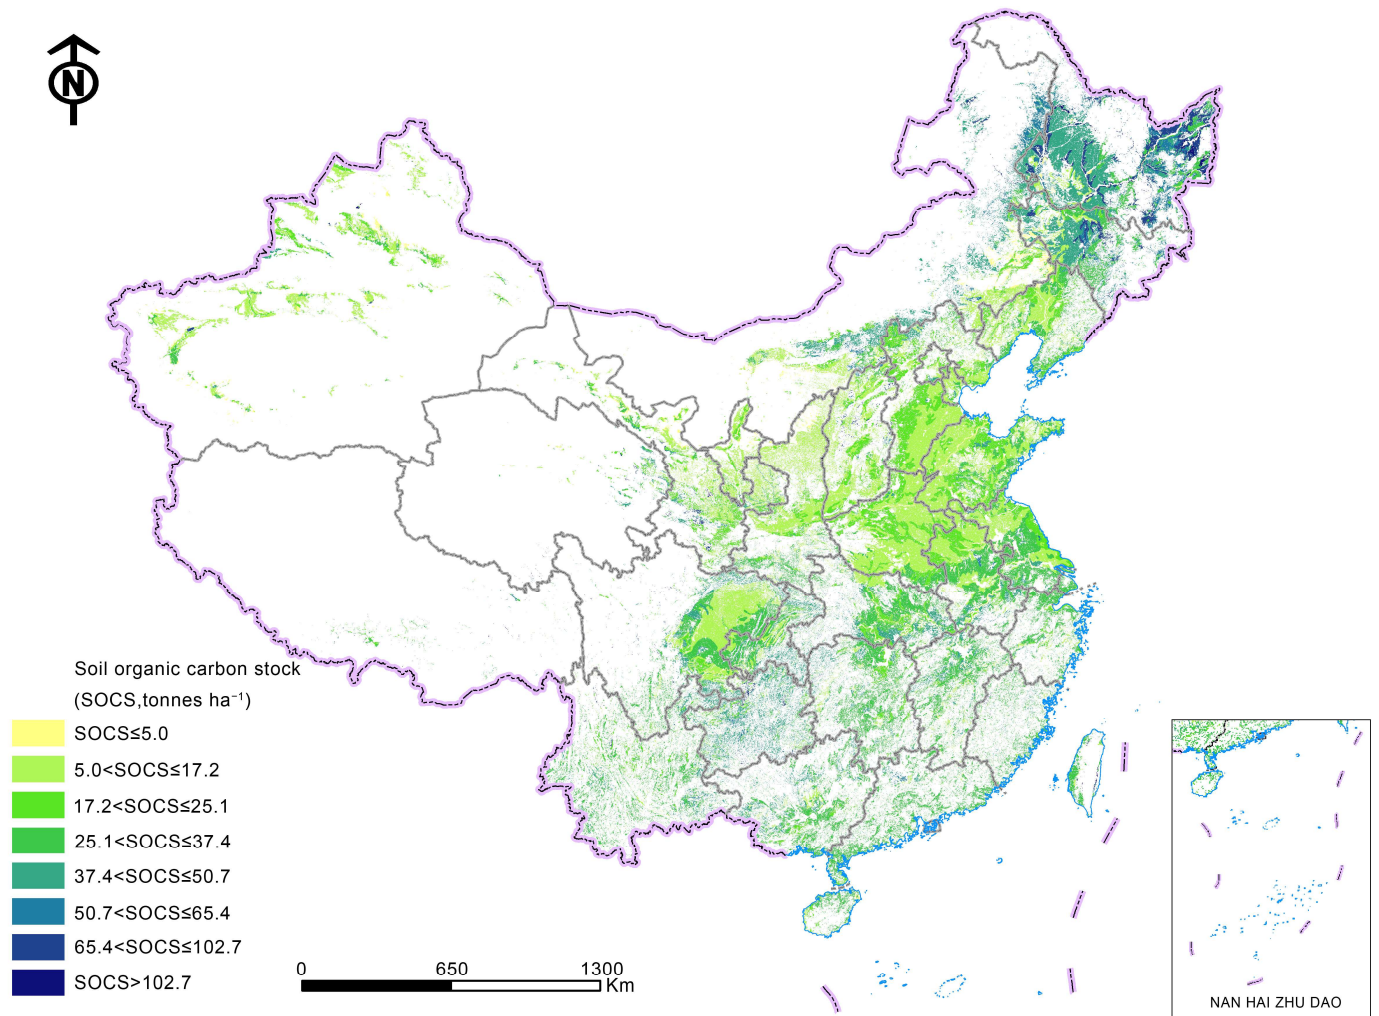 N
Soil organic carbon stock
(SOCS,tonnes ha⁻¹)
SOCS≤5.0
5.0<SOCS≤17.2
17.2<SOCS≤25.1
25.1<SOCS≤37.4
37.4<SOCS≤50.7
50.7<SOCS≤65.4
65.4<SOCS≤102.7
SOCS>102.7
0 650 1300
Km
NAN HAI ZHU DAO